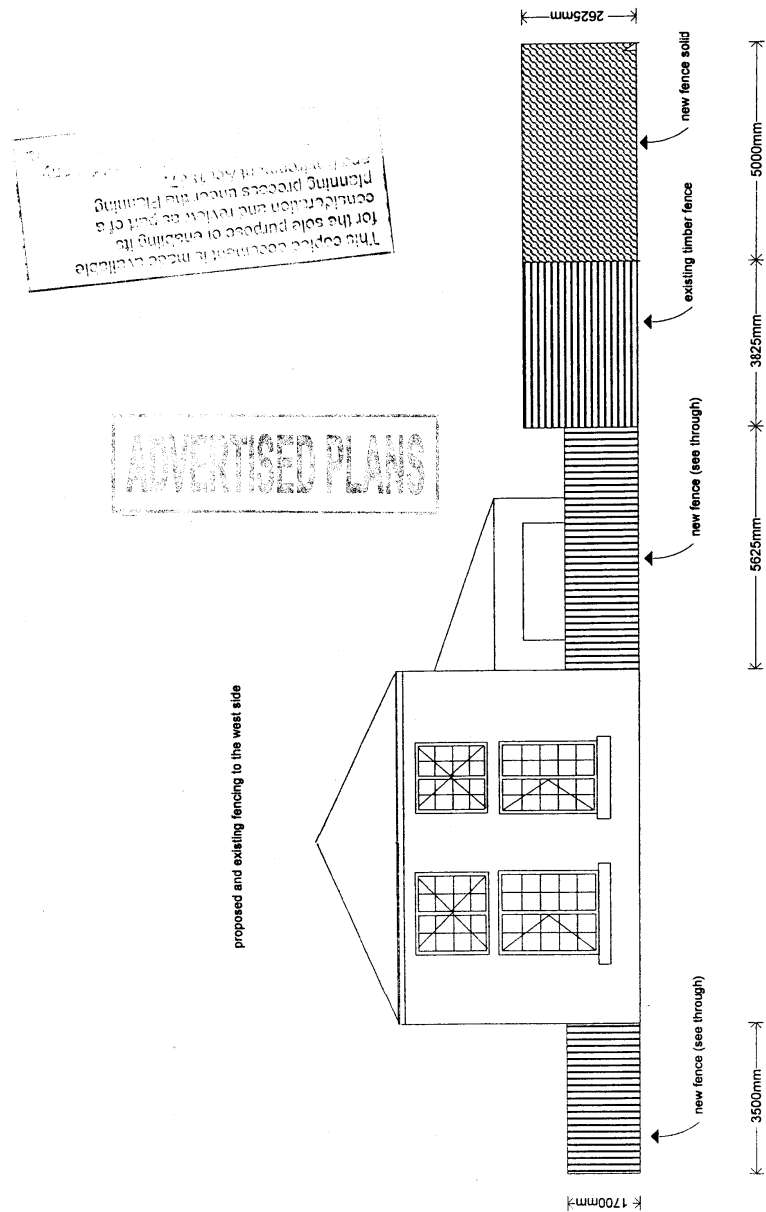 This copied document is made available
for the sole purpose of enabling its
consideration and review as part of a
planning process under the Planning
ADVERTISED PLANS
proposed and existing fencing to the west side
2625mm
1700mm
new fence (see through)
new fence (see through)
existing timber fence
new fence solid
3500mm
5625mm
3825mm
5000mm